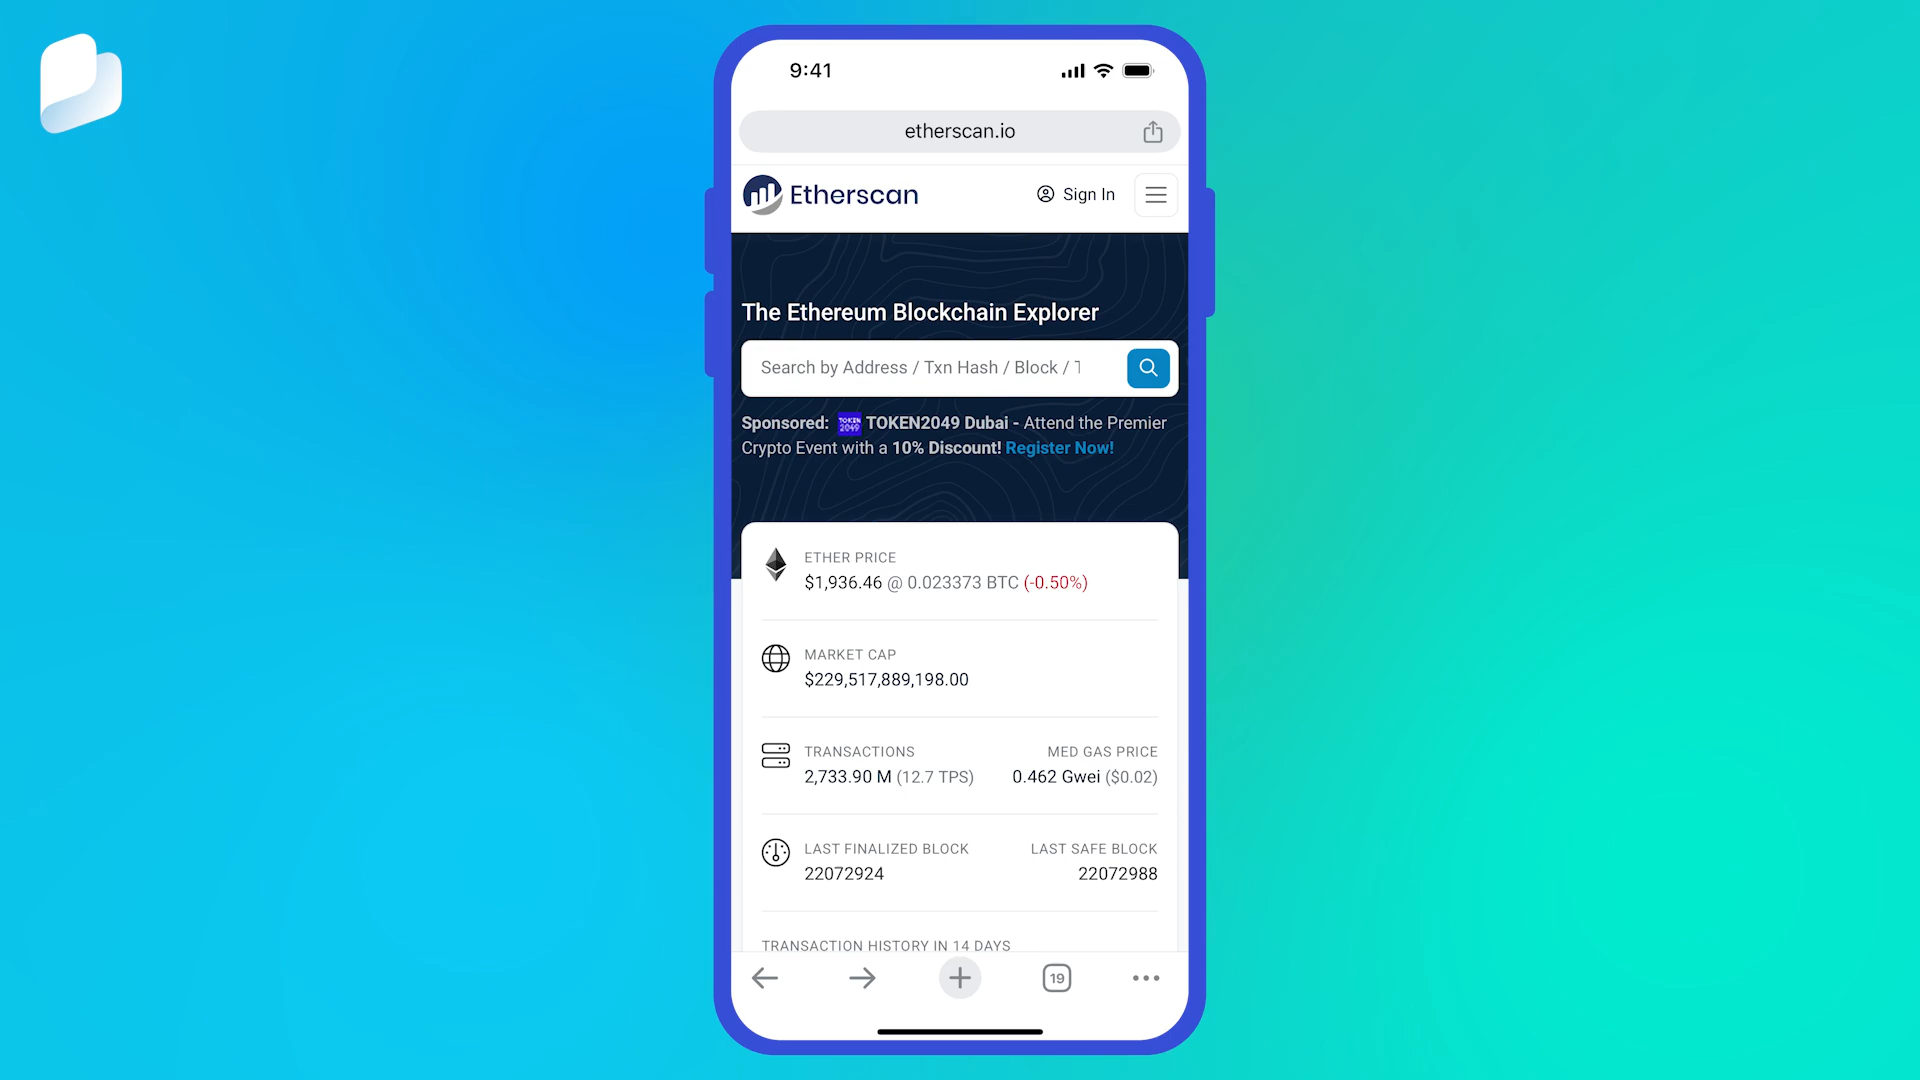 9:41
etherscan.io
Etherscan
Sign In
The Ethereum Blockchain Explorer
Search by Address / Txn Hash / Block / T
Sponsored: TOKEN 2049 TOKEN2049 Dubai - Attend the Premier
Crypto Event with a 10% Discount! Register Now!
ETHER PRICE
$1,936.46 @ 0.023373 BTC (-0.50%)
MARKET CAP
$229,517,889,198.00
TRANSACTIONS MED GAS PRICE
2,733.90 M (12.7 TPS) 0.462 Gwei ($0.02)
LAST FINALIZED BLOCK LAST SAFE BLOCK
22072924 22072988
TRANSACTION HISTORY IN 14 DAYS
19